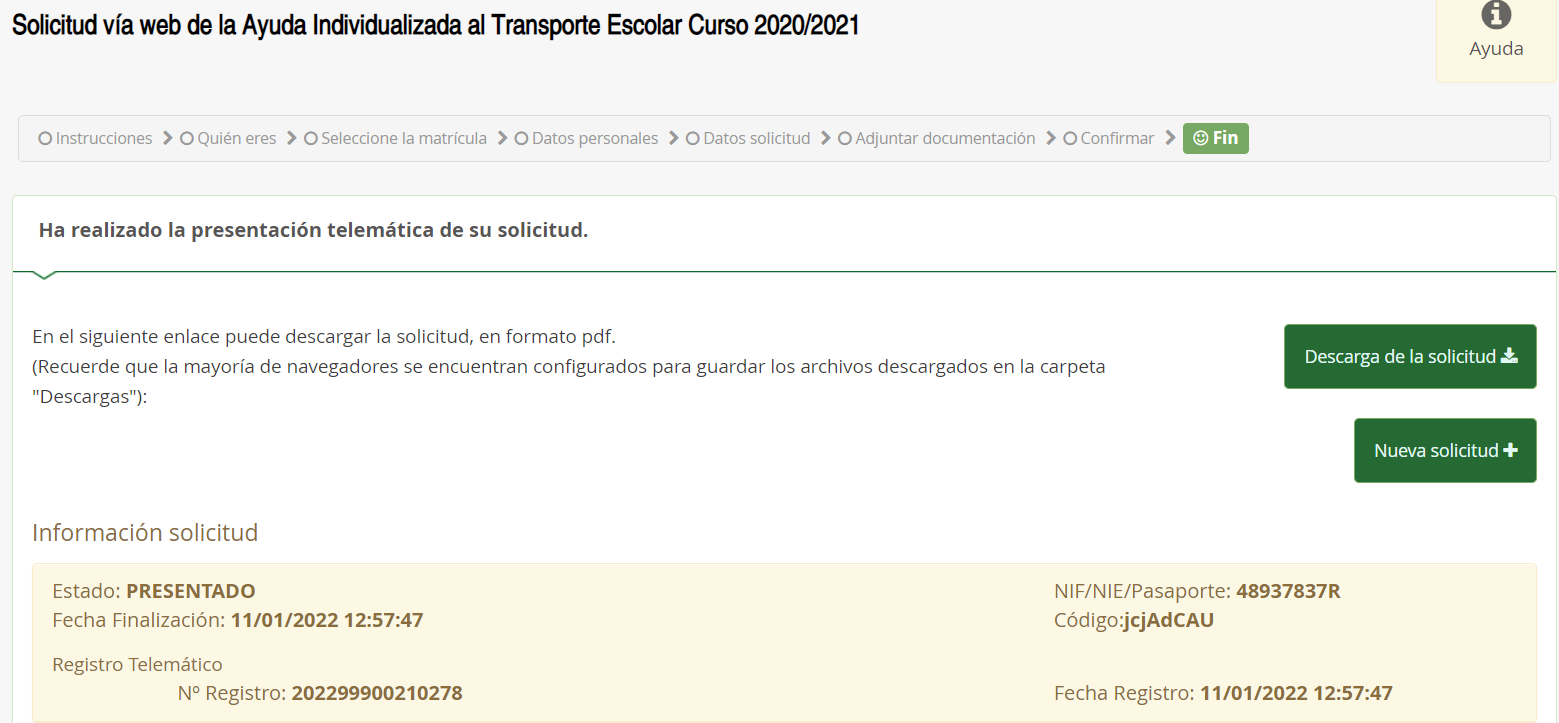 Solicitud vía web de la Ayuda Individualizada al Transporte Escolar Curso 2020/2021
Ayuda
Instrucciones Quién eres Seleccione la matrícula Datos personales Datos solicitud Adjuntar documentación Confirmar Fin
Ha realizado la presentación telemática de su solicitud.
En el siguiente enlace puede descargar la solicitud, en formato pdf.
(Recuerde que la mayoría de navegadores se encuentran configurados para guardar los archivos descargados en la carpeta
"Descargas"):
Descarga de la solicitud
Nueva solicitud
Información solicitud
Estado: PRESENTADO
NIF/NIE/Pasaporte: 48937837R
Fecha Finalización: 11/01/2022 12:57:47
Código:jcjAdCAU
Registro Telemático
Nº Registro: 202299900210278
Fecha Registro: 11/01/2022 12:57:47